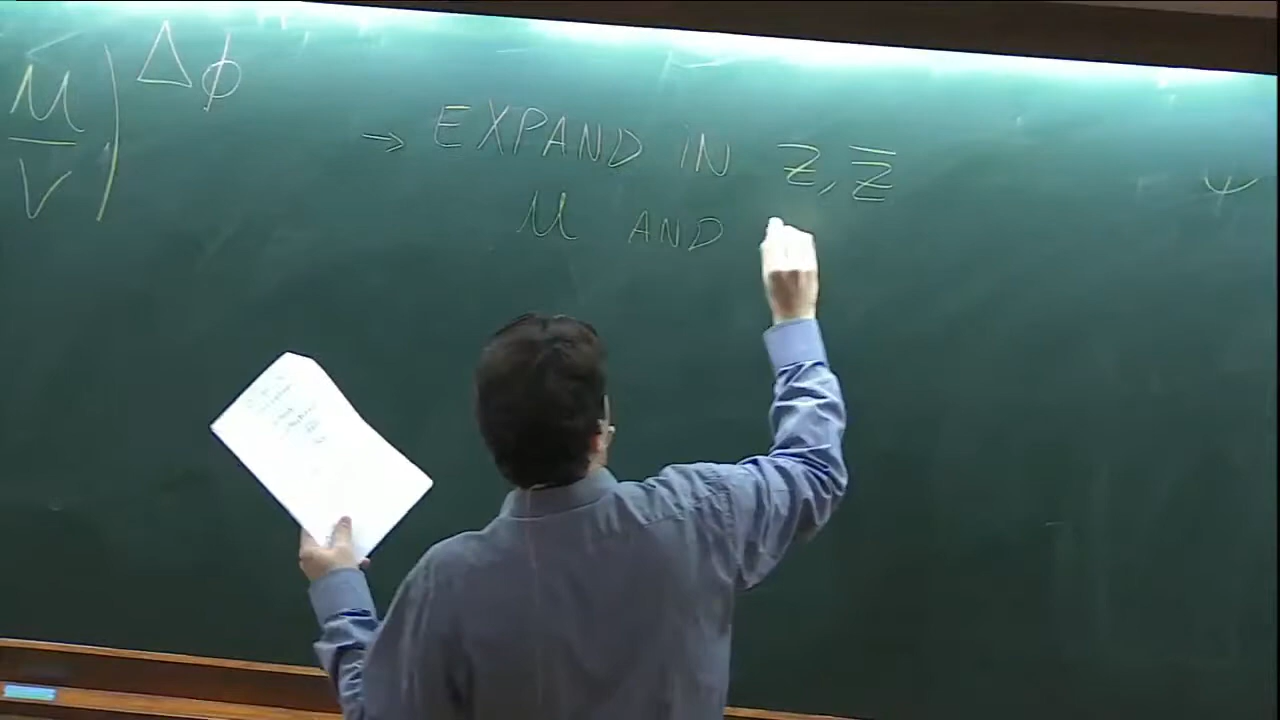 u/v)^Δφ
→ EXPAND IN z, z̄
u AND
ψ